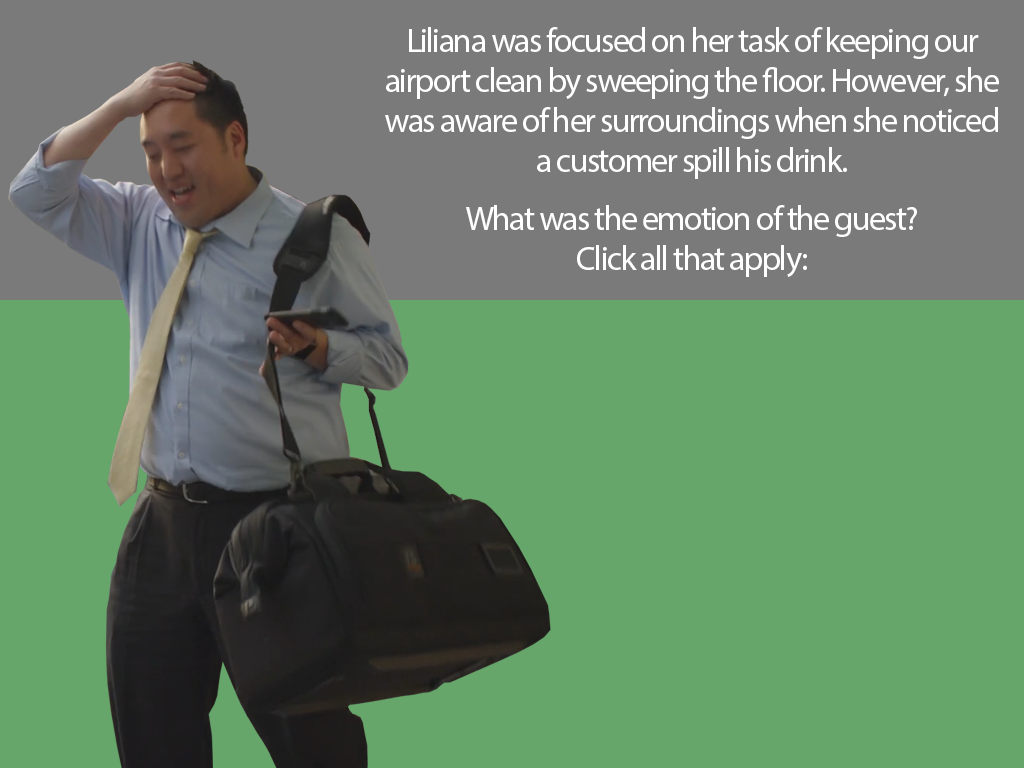 Liliana was focused on her task of keeping our
airport clean by sweeping the floor. However, she
was aware of her surroundings when she noticed
a customer spill his drink.
What was the emotion of the guest?
Click all that apply: